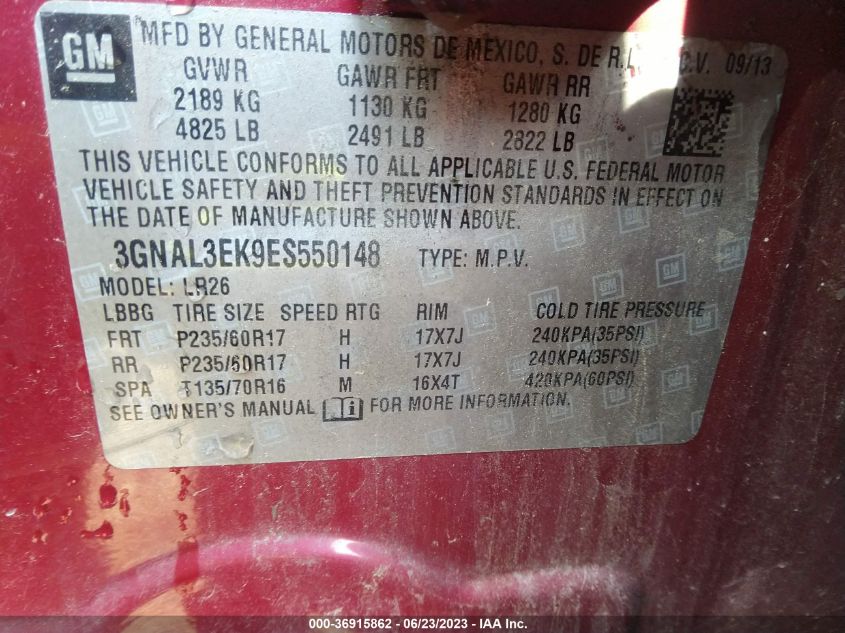 GM
MFD BY GENERAL MOTORS DE MEXICO, S. DE R.L. C.V. 09/13
GVWR GAWR FRT GAWR RR
2189 KG 1130 KG 1280 KG
4825 LB 2491 LB 2822 LB
THIS VEHICLE CONFORMS TO ALL APPLICABLE U.S. FEDERAL MOTOR
VEHICLE SAFETY AND THEFT PREVENTION STANDARDS IN EFFECT ON
THE DATE OF MANUFACTURE SHOWN ABOVE.
3GNAL3EK9ES550148 TYPE: M.P.V.
MODEL: LR26
LBBG TIRE SIZE SPEED RTG RIM COLD TIRE PRESSURE
FRT P235/60R17 H 17X7J 240KPA(35PSI)
RR P235/60R17 H 17X7J 240KPA(35PSI)
SPA T135/70R16 M 16X4T 420KPA(60PSI)
SEE OWNER'S MANUAL i FOR MORE INFORMATION.
000-36915862 - 06/23/2023 - IAA Inc.